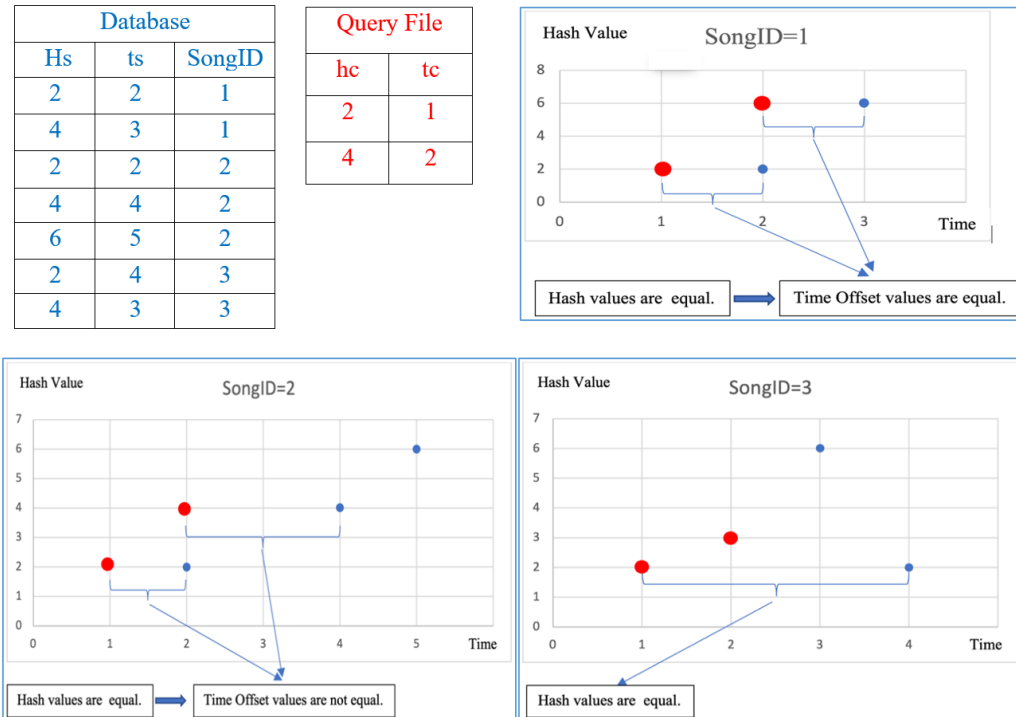 Database
Hs ts SongID
2 2 1
4 3 1
2 2 2
4 4 2
6 5 2
2 4 3
4 3 3
Query File
hc tc
2 1
4 2
Hash Value
SongID=1
8
6
4
2
0
0 1 2 3 Time
Hash values are equal.
Time Offset values are equal.
Hash Value
SongID=2
7
6
5
4
3
2
1
0
0 1 2 3 4 5 Time
Hash values are equal.
Time Offset values are not equal.
Hash Value
SongID=3
7
6
5
4
3
2
1
0
0 1 2 3 4 Time
Hash values are equal.